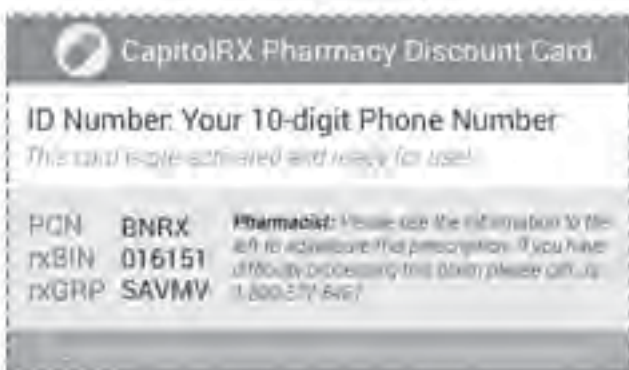 CapitolRX Pharmacy Discount Card
ID Number: Your 10-digit Phone Number
This card is pre-activated and ready for use!
PCN BNRX
rxBIN 016151
rxGRP SAVMV
Pharmacist: Please use the information to the
left to adjudicate this prescription. If you have
difficulty processing this claim please call us